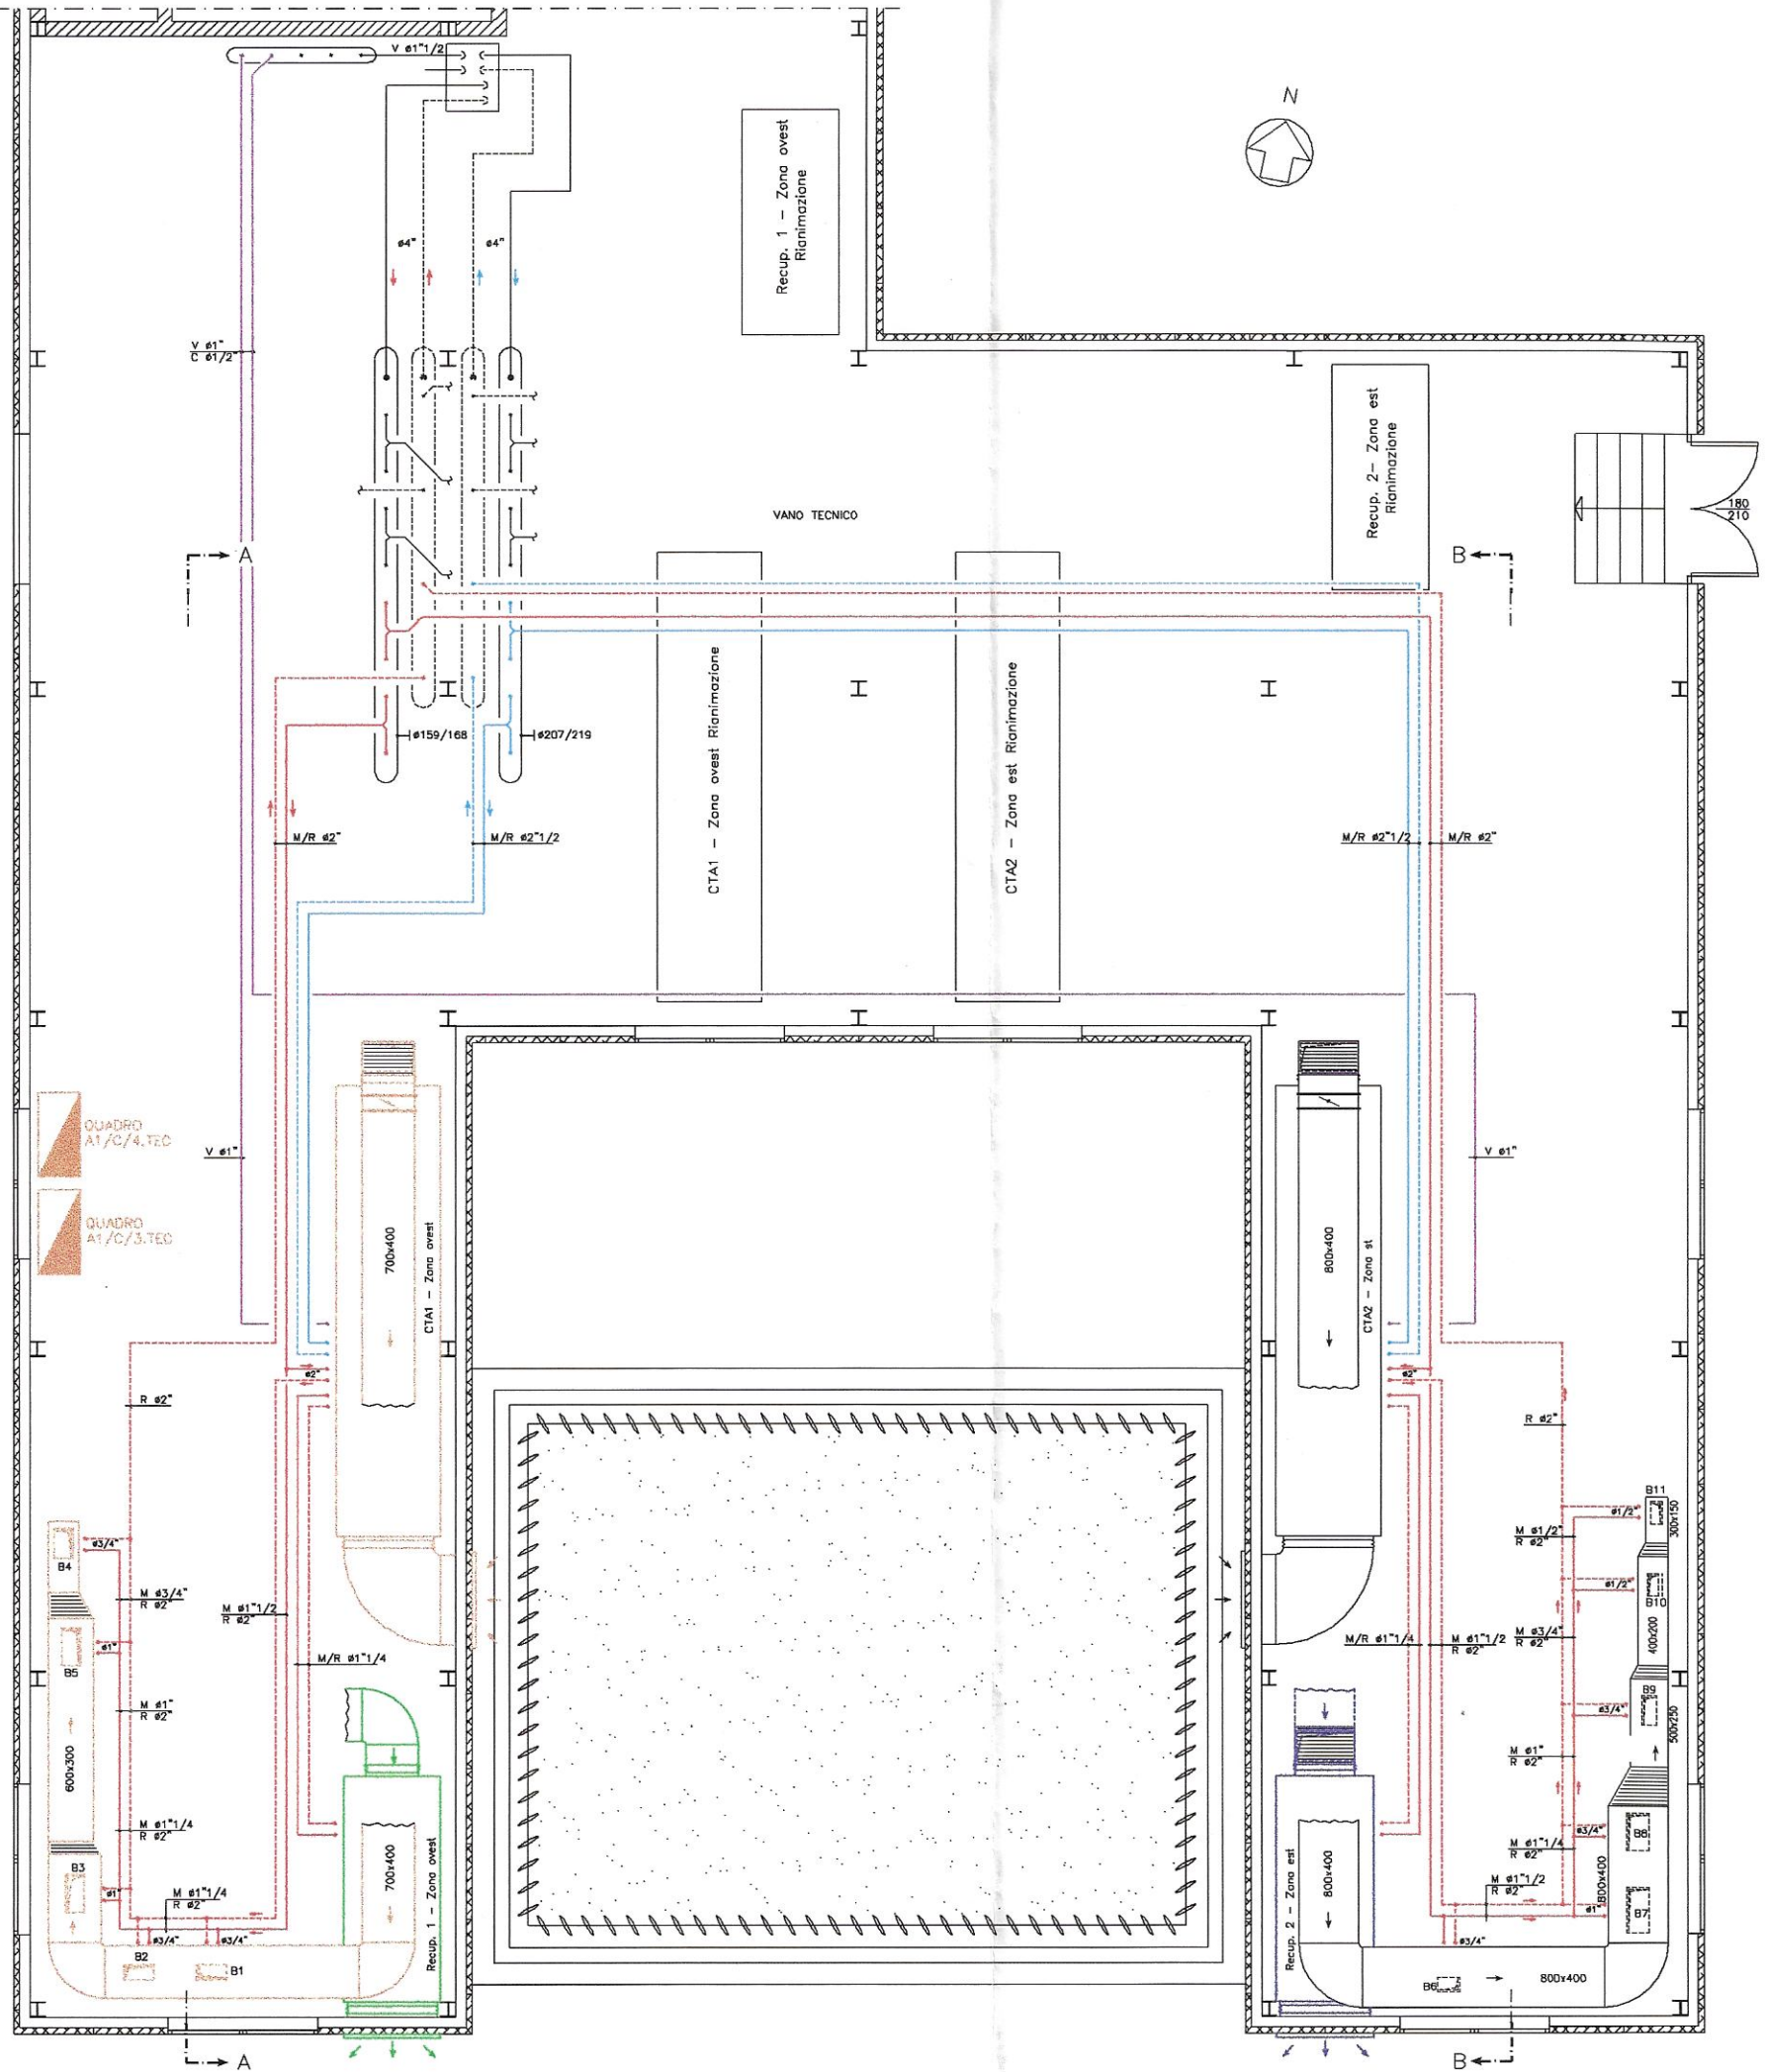 V ø1"1/2
N
Recup. 1 - Zona ovest
Rianimazione
ø4"
ø4"
V ø1"
C ø1/2"
Recup. 2- Zona est
Rianimazione
180
210
VANO TECNICO
A
B
CTA1 - Zona ovest Rianimazione
CTA2 - Zona est Rianimazione
ø159/168
ø207/219
M/R ø2"
M/R ø2"1/2
M/R ø2"1/2
M/R ø2"
QUADRO
A1/C/4.TEC
QUADRO
A1/C/3.TEC
V ø1"
V ø1"
700x400
CTA1 - Zona ovest
800x400
CTA2 - Zona st
ø2"
ø2"
R ø2"
R ø2"
B11
300x150
ø1/2"
M ø1/2"
R ø2"
ø3/4"
B4
ø1/2"
B10
M ø3/4"
R ø2"
M ø1"1/2
R ø2"
400x200
ø1"
B5
M/R ø1"1/4
M/R ø1"1/4
M ø1"1/2
R ø2"
M ø3/4"
R ø2"
B9
ø3/4"
500x250
M ø1"
R ø2"
600x300
M ø1"
R ø2"
M ø1"1/4
R ø2"
ø3/4"
B8
M ø1"1/4
R ø2"
B3
ø1"
M ø1"1/4
R ø2"
700x400
Recup. 1 - Zona ovest
Recup. 2 - Zona est
800x400
M ø1"1/2
R ø2"
800x400
ø1"
B7
ø3/4"
ø3/4"
ø3/4"
B2
B1
B6
800x400
A
B